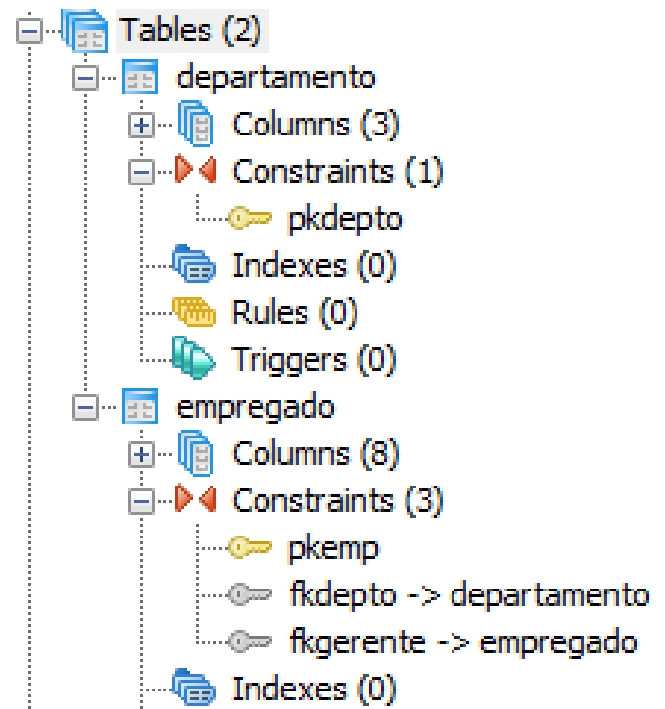 Tables (2)
departamento
Columns (3)
Constraints (1)
pkdepto
Indexes (0)
Rules (0)
Triggers (0)
empregado
Columns (8)
Constraints (3)
pkemp
fkdepto -> departamento
fkgerente -> empregado
Indexes (0)